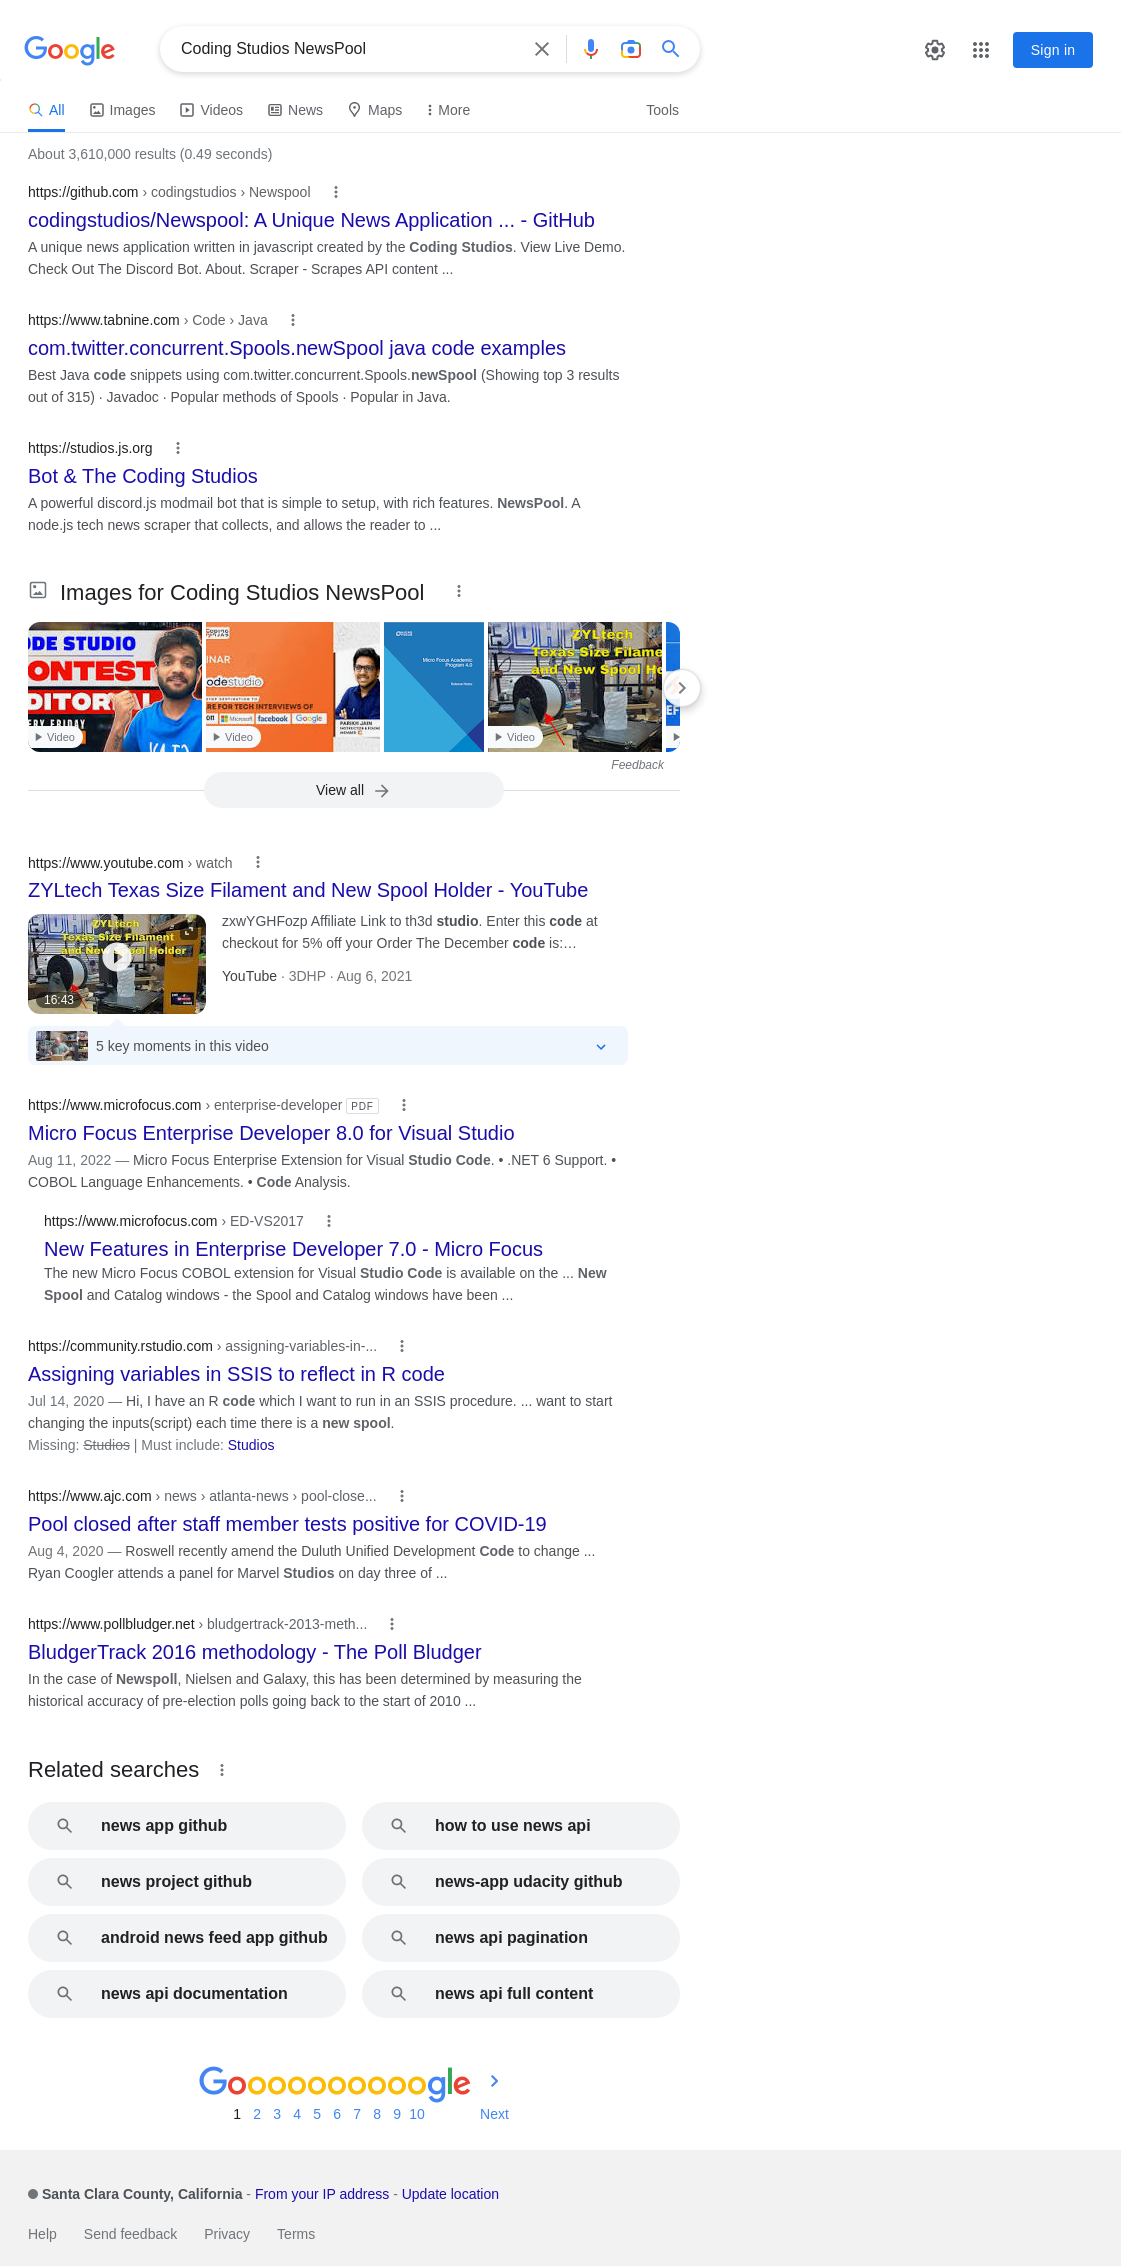 Google
Coding Studios NewsPool
Sign in
All
Images
Videos
News
Maps
More
Tools
About 3,610,000 results (0.49 seconds)
https://github.com › codingstudios › Newspool
codingstudios/Newspool: A Unique News Application ... - GitHub
A unique news application written in javascript created by the Coding Studios. View Live Demo.
Check Out The Discord Bot. About. Scraper - Scrapes API content ...
https://www.tabnine.com › Code › Java
com.twitter.concurrent.Spools.newSpool java code examples
Best Java code snippets using com.twitter.concurrent.Spools.newSpool (Showing top 3 results
out of 315) · Javadoc · Popular methods of Spools · Popular in Java.
https://studios.js.org
Bot & The Coding Studios
A powerful discord.js modmail bot that is simple to setup, with rich features. NewsPool. A
node.js tech news scraper that collects, and allows the reader to ...
Images for Coding Studios NewsPool
ODE STUDIO
ONTEST
DITORIAL
ERY FRIDAY
Video
INAR
codestudio
RE FOR TECH INTERVIEWS OF
Microsoft facebook Google
PARIKH JAIN
Video
Micro Focus Academic
Program 4.0
Release Notes
ZYLtech
Texas Size Filame
and New Spool Ho
Video
Feedback
View all
https://www.youtube.com › watch
ZYLtech Texas Size Filament and New Spool Holder - YouTube
ZYLtech
Texas Size Filament
and New Spool Holder
16:43
zxwYGHFozp Affiliate Link to th3d studio. Enter this code at
checkout for 5% off your Order The December code is:…
YouTube · 3DHP · Aug 6, 2021
5 key moments in this video
https://www.microfocus.com › enterprise-developer PDF
Micro Focus Enterprise Developer 8.0 for Visual Studio
Aug 11, 2022 — Micro Focus Enterprise Extension for Visual Studio Code. • .NET 6 Support. •
COBOL Language Enhancements. • Code Analysis.
https://www.microfocus.com › ED-VS2017
New Features in Enterprise Developer 7.0 - Micro Focus
The new Micro Focus COBOL extension for Visual Studio Code is available on the ... New
Spool and Catalog windows - the Spool and Catalog windows have been ...
https://community.rstudio.com › assigning-variables-in-...
Assigning variables in SSIS to reflect in R code
Jul 14, 2020 — Hi, I have an R code which I want to run in an SSIS procedure. ... want to start
changing the inputs(script) each time there is a new spool.
Missing: Studios | Must include: Studios
https://www.ajc.com › news › atlanta-news › pool-close...
Pool closed after staff member tests positive for COVID-19
Aug 4, 2020 — Roswell recently amend the Duluth Unified Development Code to change ...
Ryan Coogler attends a panel for Marvel Studios on day three of ...
https://www.pollbludger.net › bludgertrack-2013-meth...
BludgerTrack 2016 methodology - The Poll Bludger
In the case of Newspoll, Nielsen and Galaxy, this has been determined by measuring the
historical accuracy of pre-election polls going back to the start of 2010 ...
Related searches
news app github
how to use news api
news project github
news-app udacity github
android news feed app github
news api pagination
news api documentation
news api full content
Goooooooooogle
1 2 3 4 5 6 7 8 9 10 Next
Santa Clara County, California - From your IP address - Update location
Help Send feedback Privacy Terms